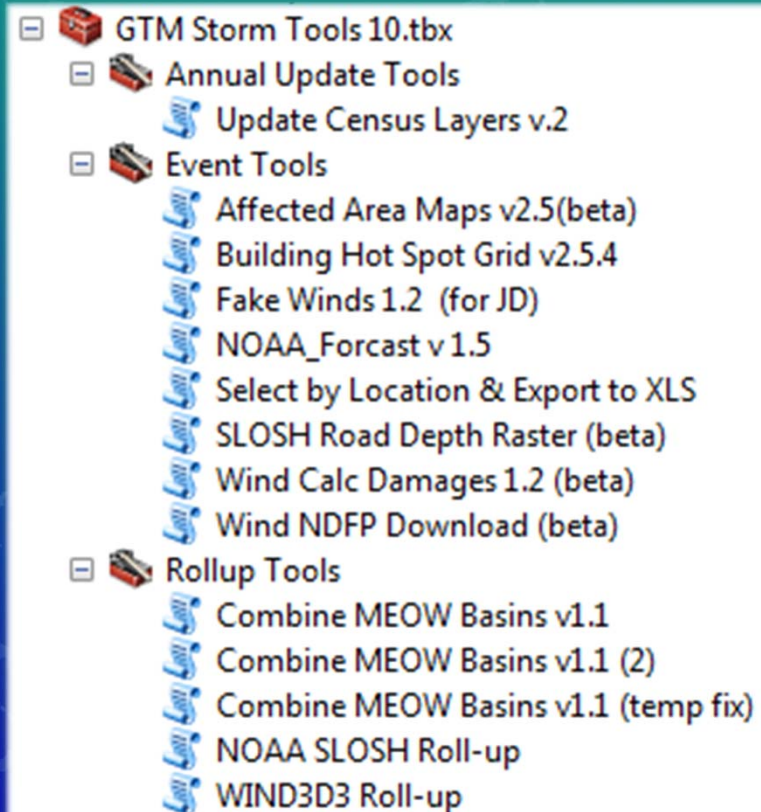 GTM Storm Tools 10.tbx
Annual Update Tools
Update Census Layers v.2
Event Tools
Affected Area Maps v2.5(beta)
Building Hot Spot Grid v2.5.4
Fake Winds 1.2 (for JD)
NOAA_Forcast v 1.5
Select by Location & Export to XLS
SLOSH Road Depth Raster (beta)
Wind Calc Damages 1.2 (beta)
Wind NDFP Download (beta)
Rollup Tools
Combine MEOW Basins v1.1
Combine MEOW Basins v1.1 (2)
Combine MEOW Basins v1.1 (temp fix)
NOAA SLOSH Roll-up
WIND3D3 Roll-up